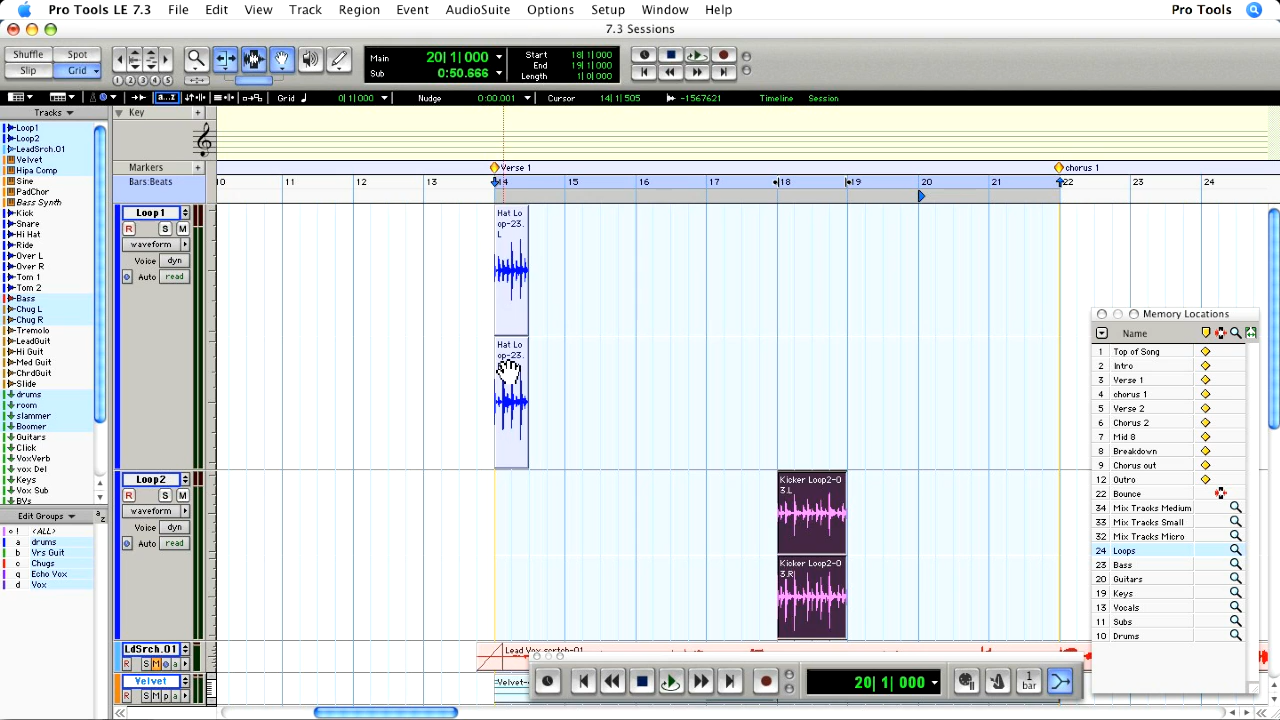 Pro Tools LE 7.3 File Edit View Track Region Event AudioSuite Options Setup Window Help Pro Tools
7.3 Sessions
Shuffle Spot
Slip Grid
Main 20| 1| 000
Sub 0:50.666
Start 18| 1| 000
End 19| 1| 000
Length 1| 0| 000
1 2 3 4 5
a...z Grid 0| 1| 000 Nudge 0:00.001 Cursor 14| 1| 505 -1567621 Timeline Session
Tracks
Key +
Markers + Verse 1 chorus 1
Bars:Beats 10 11 12 13 14 15 16 17 18 19 20 21 22 23 24
Loop1
Loop2
LeadSrch.01
Velvet
Hipa Comp
Sine
PadChor
Bass Synth
Kick
Snare
Hi Hat
Ride
Over L
Over R
Tom 1
Tom 2
Bass
Chug L
Chug R
Tremolo
LeadGuit
Hi Guit
Med Guit
ChrdGuit
Slide
drums
room
slammer
Boomer
Guitars
Click
VoxVerb
vox Del
Keys
Vox Sub
BVs
Edit Groups a z
! <ALL>
a drums
b Vrs Guit
c Chugs
q Echo Vox
d Vox
Loop1
R S M
waveform
Voice dyn
Auto read
Hat Lo
op-23.
L
Hat Lo
op-23.
Loop2
R S M
waveform
Voice dyn
Auto read
Kicker Loop2-0
3.L
Kicker Loop2-0
3.R
LdSrch.01
R S M a
Lead Vox scrtch-01
Velvet
R S M p a
Velvet-
Memory Locations
Name
1 Top of Song
2 Intro
3 Verse 1
4 chorus 1
5 Verse 2
6 Chorus 2
7 Mid 8
8 Breakdown
9 Chorus out
12 Outro
22 Bounce
34 Mix Tracks Medium
33 Mix Tracks Small
32 Mix Tracks Micro
24 Loops
23 Bass
20 Guitars
19 Keys
13 Vocals
11 Subs
10 Drums
20| 1| 000
1
bar